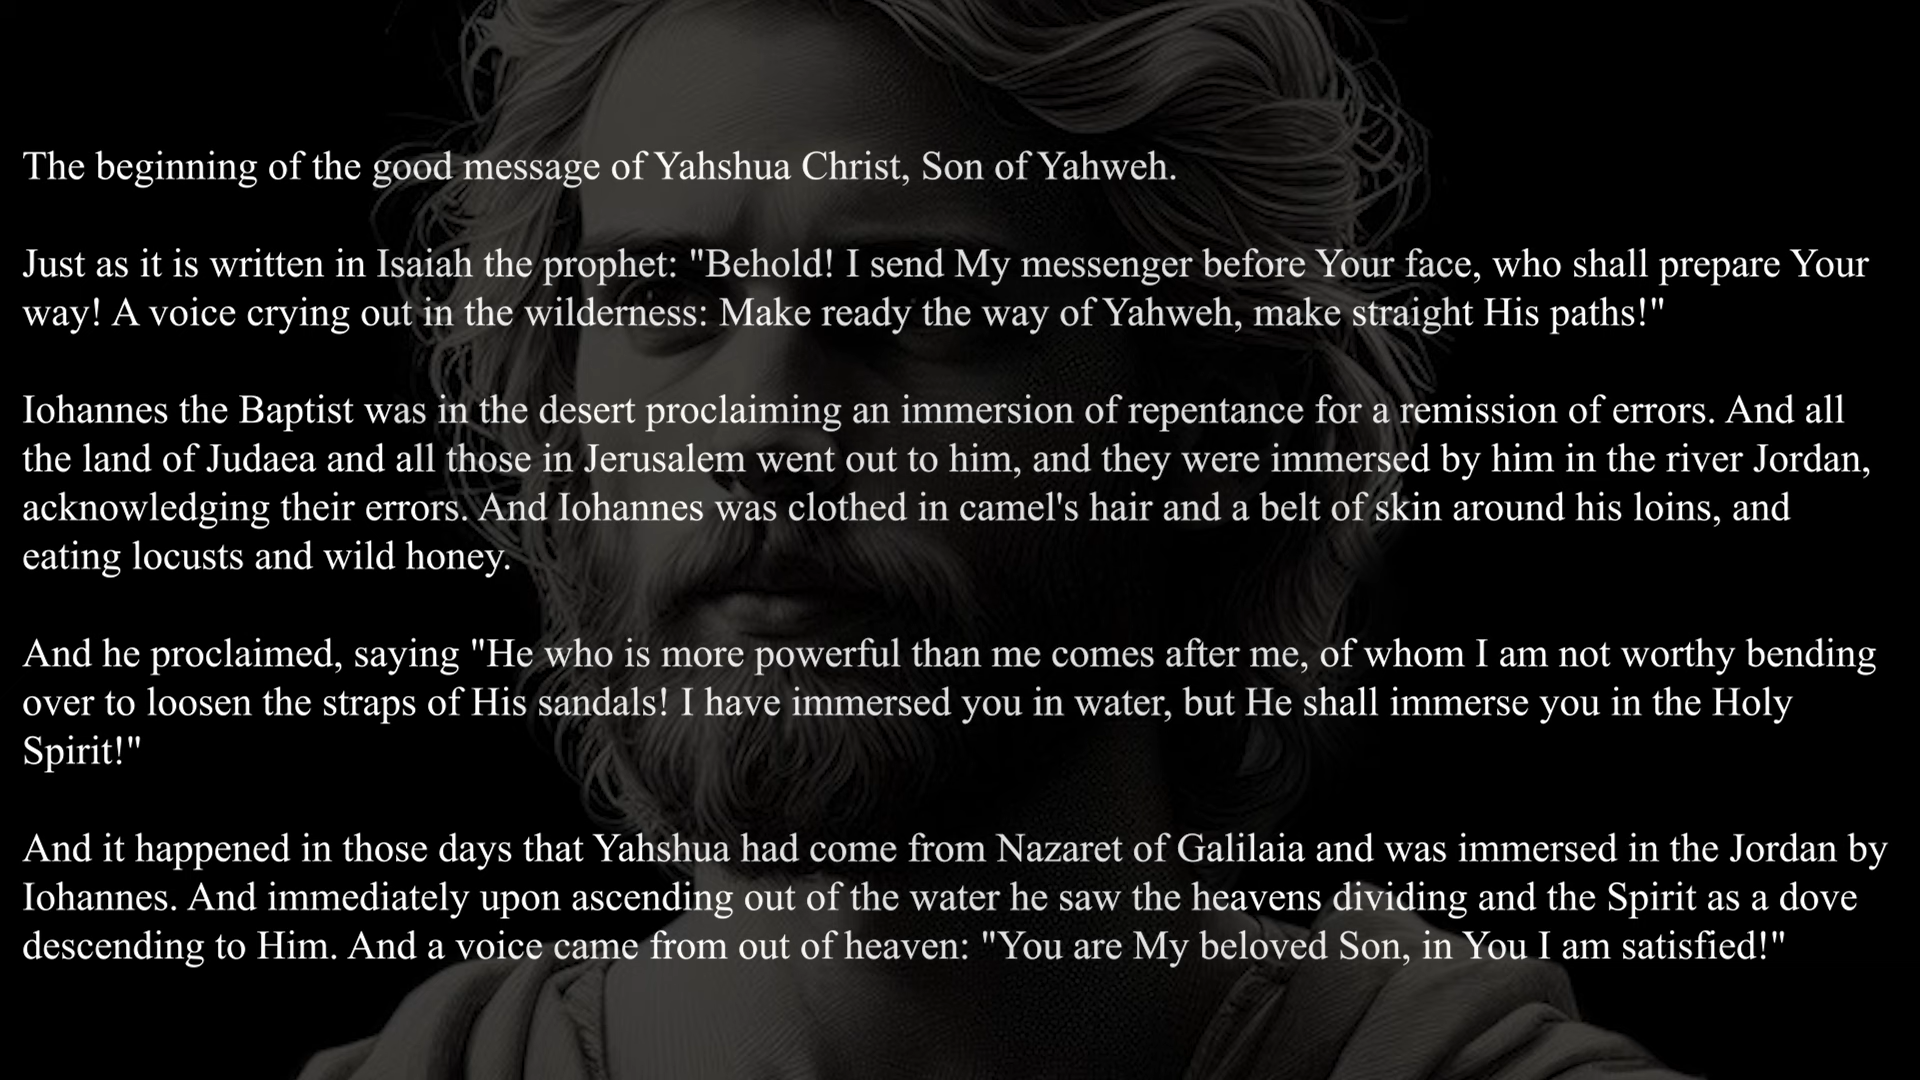 The beginning of the good message of Yahshua Christ, Son of Yahweh.
Just as it is written in Isaiah the prophet: "Behold! I send My messenger before Your face, who shall prepare Your
way! A voice crying out in the wilderness: Make ready the way of Yahweh, make straight His paths!"
Iohannes the Baptist was in the desert proclaiming an immersion of repentance for a remission of errors. And all
the land of Judaea and all those in Jerusalem went out to him, and they were immersed by him in the river Jordan,
acknowledging their errors. And Iohannes was clothed in camel's hair and a belt of skin around his loins, and
eating locusts and wild honey.
And he proclaimed, saying "He who is more powerful than me comes after me, of whom I am not worthy bending
over to loosen the straps of His sandals! I have immersed you in water, but He shall immerse you in the Holy
Spirit!"
And it happened in those days that Yahshua had come from Nazaret of Galilaia and was immersed in the Jordan by
Iohannes. And immediately upon ascending out of the water he saw the heavens dividing and the Spirit as a dove
descending to Him. And a voice came from out of heaven: "You are My beloved Son, in You I am satisfied!"